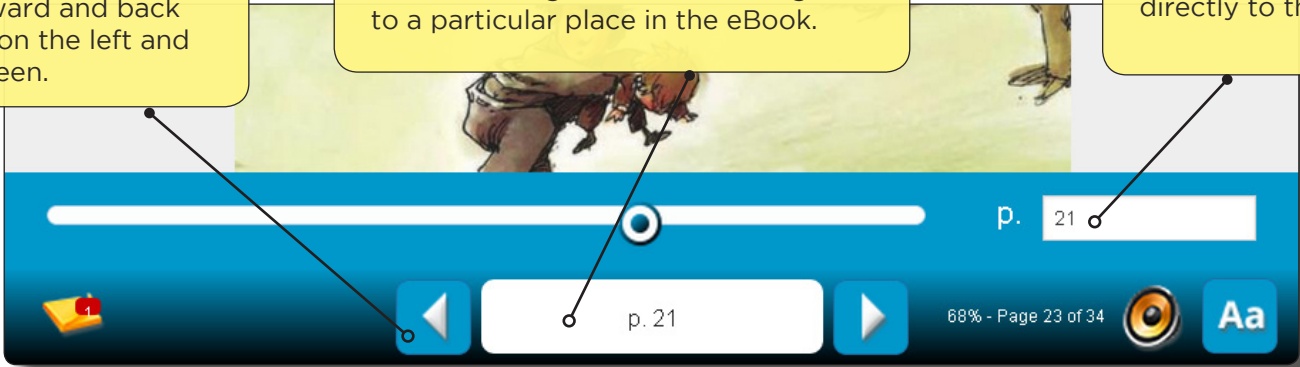 ward and back
on the left and
een.
to a particular place in the eBook.
directly to th
p.
21
1
p. 21
68% - Page 23 of 34
Aa